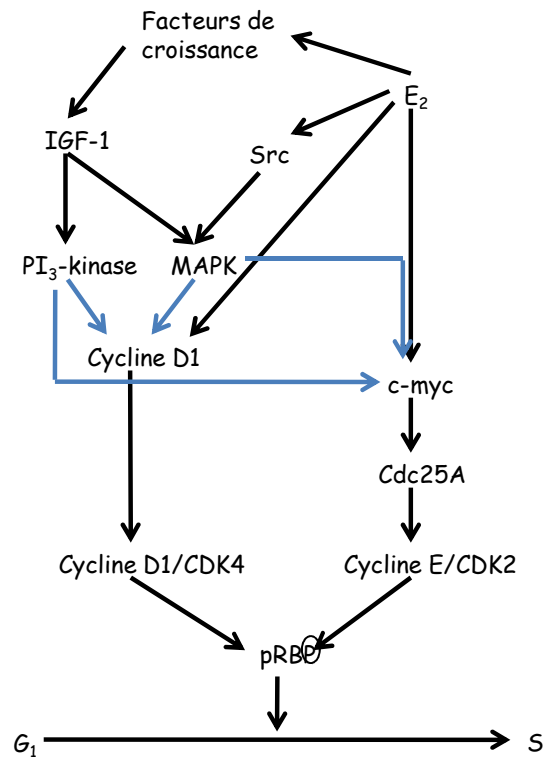 Facteurs de
croissance
E₂
IGF-1
Src
PI₃-kinase
MAPK
Cycline D1
c-myc
Cdc25A
Cycline D1/CDK4
Cycline E/CDK2
pRBP
G₁
S